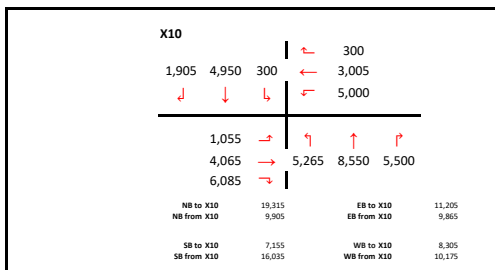 X10
300
1,905 4,950 300 3,005
5,000
1,055
4,065 5,265 8,550 5,500
6,085
NB to X10 19,315 EB to X10 11,205
NB from X10 9,905 EB from X10 9,865
SB to X10 7,155 WB to X10 8,305
SB from X10 16,035 WB from X10 10,175